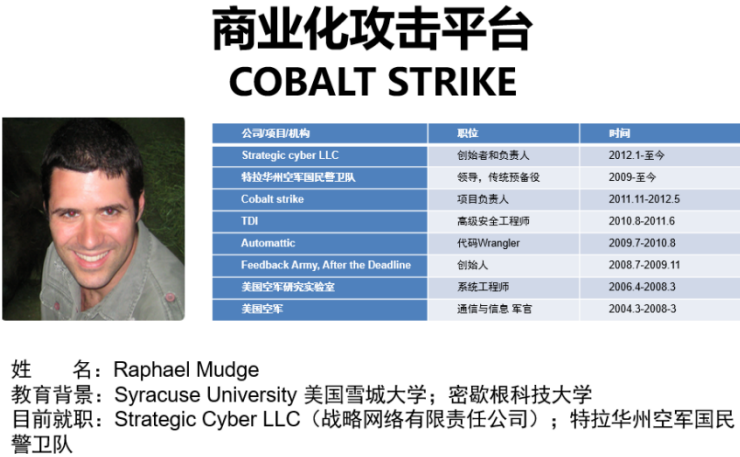 商业化攻击平台
COBALT STRIKE
公司/项目/机构 职位 时间
Strategic cyber LLC 创始者和负责人 2012.1-至今
特拉华州空军国民警卫队 领导，传统预备役 2009-至今
Cobalt strike 项目负责人 2011.11-2012.5
TDI 高级安全工程师 2010.8-2011.6
Automattic 代码Wrangler 2009.7-2010.8
Feedback Army, After the Deadline 创始人 2008.7-2009.11
美国空军研究实验室 系统工程师 2006.4-2008.3
美国空军 通信与信息 军官 2004.3-2008-3
姓 名：Raphael Mudge
教育背景：Syracuse University 美国雪城大学；密歇根科技大学
目前就职：Strategic Cyber LLC（战略网络有限责任公司）；特拉华州空军国民
警卫队